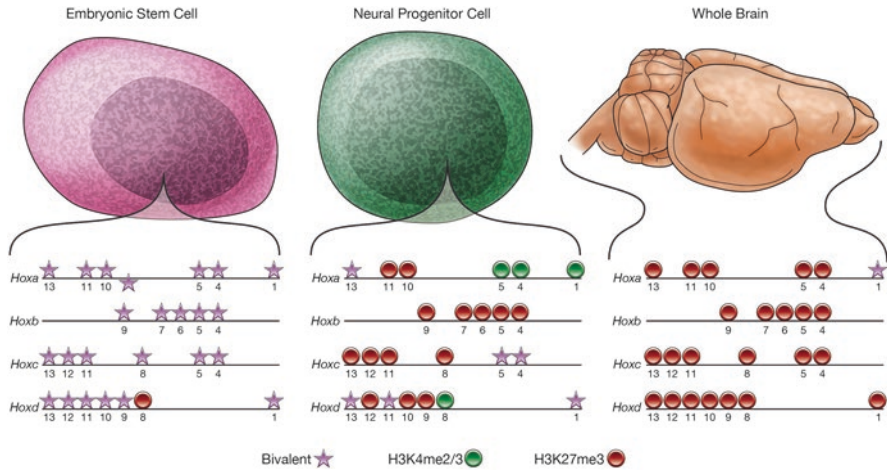 Embryonic Stem Cell Neural Progenitor Cell Whole Brain
Hoxa Hoxa Hoxa
13 11 10 5 4 1 13 11 10 5 4 1 13 11 10 5 4 1
Hoxb Hoxb Hoxb
9 7 6 5 4 9 7 6 5 4 9 7 6 5 4
Hoxc Hoxc Hoxc
13 12 11 8 5 4 13 12 11 8 5 4 13 12 11 8 5 4
Hoxd Hoxd Hoxd
13 12 11 10 9 8 1 13 12 11 10 9 8 1 13 12 11 10 9 8 1
Bivalent H3K4me2/3 H3K27me3